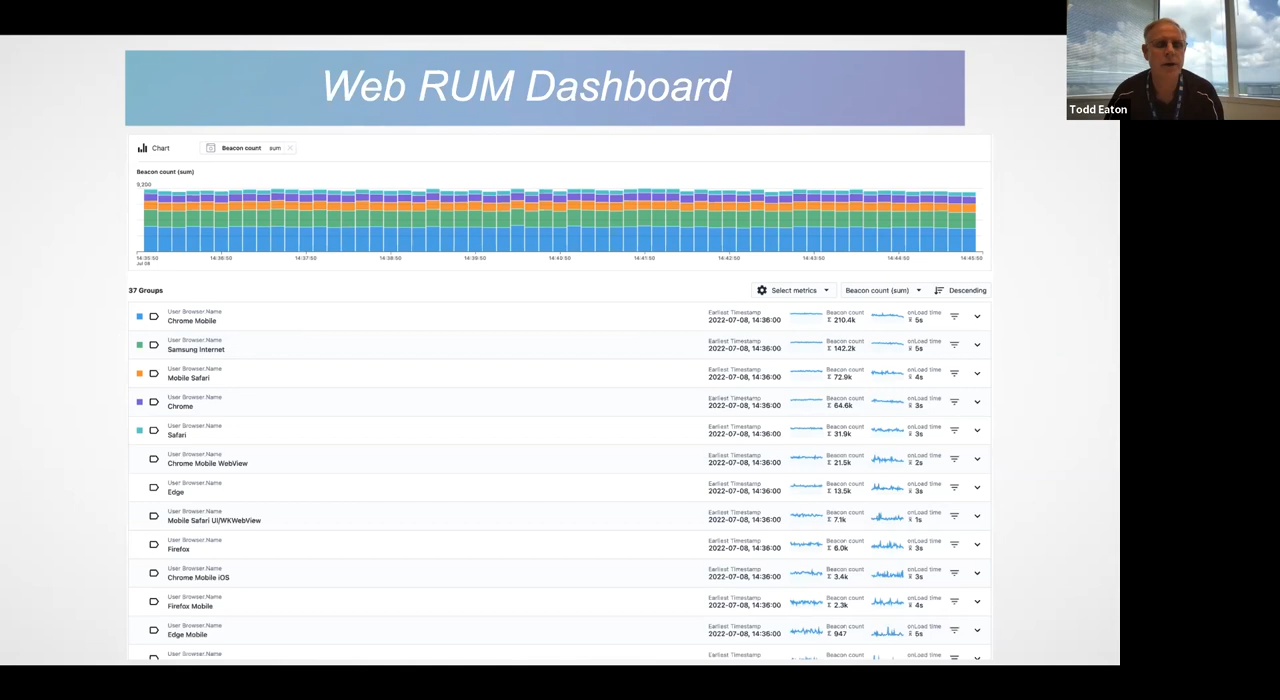 Web RUM Dashboard
Todd Eaton
Chart Beacon count sum
Beacon count (sum)
9,200
14:35:50 14:36:50 14:37:50 14:38:50 14:39:50 14:40:50 14:41:50 14:42:50 14:43:50 14:44:50 14:45:50
Jul 08
37 Groups Select metrics Beacon count (sum) Descending
User Browser.Name Earliest Timestamp Beacon count onLoad time
Chrome Mobile 2022-07-08, 14:36:00 Σ 210.4k 5s
User Browser.Name Earliest Timestamp Beacon count onLoad time
Samsung Internet 2022-07-08, 14:36:00 Σ 142.2k 5s
User Browser.Name Earliest Timestamp Beacon count onLoad time
Mobile Safari 2022-07-08, 14:36:00 Σ 72.9k 4s
User Browser.Name Earliest Timestamp Beacon count onLoad time
Chrome 2022-07-08, 14:36:00 Σ 64.6k 3s
User Browser.Name Earliest Timestamp Beacon count onLoad time
Safari 2022-07-08, 14:36:00 Σ 31.9k 3s
User Browser.Name Earliest Timestamp Beacon count onLoad time
Chrome Mobile WebView 2022-07-08, 14:36:00 Σ 21.5k 2s
User Browser.Name Earliest Timestamp Beacon count onLoad time
Edge 2022-07-08, 14:36:00 Σ 13.5k 3s
User Browser.Name Earliest Timestamp Beacon count onLoad time
Mobile Safari UI/WKWebView 2022-07-08, 14:36:00 Σ 7.1k 1s
User Browser.Name Earliest Timestamp Beacon count onLoad time
Firefox 2022-07-08, 14:36:00 Σ 6.0k 3s
User Browser.Name Earliest Timestamp Beacon count onLoad time
Chrome Mobile iOS 2022-07-08, 14:36:00 Σ 3.4k 3s
User Browser.Name Earliest Timestamp Beacon count onLoad time
Firefox Mobile 2022-07-08, 14:36:00 Σ 2.3k 4s
User Browser.Name Earliest Timestamp Beacon count onLoad time
Edge Mobile 2022-07-08, 14:36:00 Σ 947 5s
User Browser.Name Earliest Timestamp Beacon count onLoad time